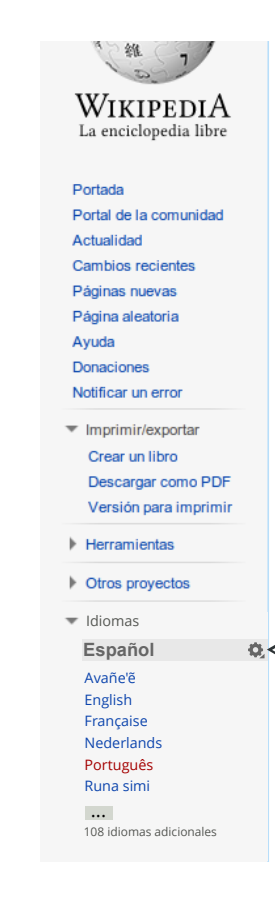 維
7
WIKIPEDIA
La enciclopedia libre
Portada
Portal de la comunidad
Actualidad
Cambios recientes
Páginas nuevas
Página aleatoria
Ayuda
Donaciones
Notificar un error
Imprimir/exportar
Crear un libro
Descargar como PDF
Versión para imprimir
Herramientas
Otros proyectos
Idiomas
Español
Avañe'ẽ
English
Française
Nederlands
Português
Runa simi
...
108 idiomas adicionales